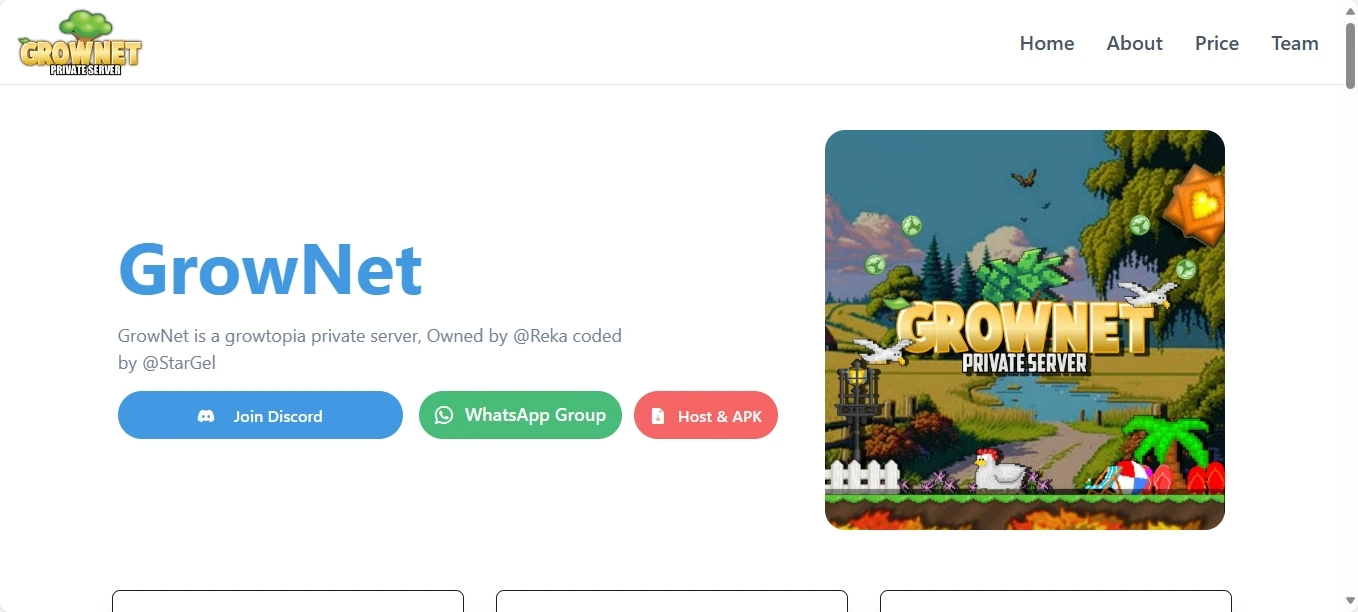 GROWNET
PRIVATE SERVER
Home About Price Team
GrowNet
GrowNet is a growtopia private server, Owned by @Reka coded
by @StarGel
Join Discord WhatsApp Group Host & APK
GROWNET
PRIVATE SERVER